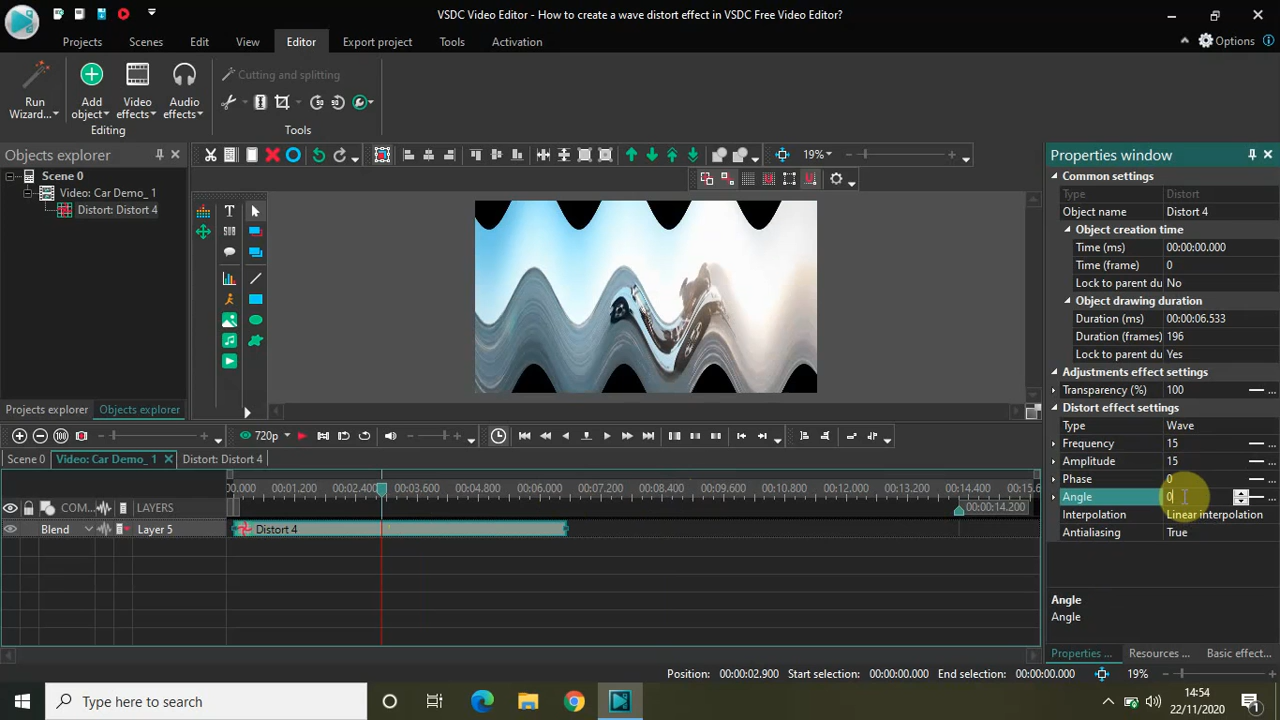 VSDC Video Editor - How to create a wave distort effect in VSDC Free Video Editor?
Projects Scenes Edit View Editor Export project Tools Activation Options
Run Wizard...
Add object
Video effects
Audio effects
Cutting and splitting
Editing
Tools
Objects explorer
19%
Properties window
Scene 0
Video: Car Demo_ 1
Distort: Distort 4
Common settings
Type Distort
Object name Distort 4
Object creation time
Time (ms) 00:00:00.000
Time (frame) 0
Lock to parent du No
Object drawing duration
Duration (ms) 00:00:06.533
Duration (frames) 196
Lock to parent du Yes
Adjustments effect settings
Transparency (%) 100
Distort effect settings
Type Wave
Frequency 15
Amplitude 15
Phase 0
Angle 0
Interpolation Linear interpolation
Antialiasing True
Angle
Angle
Projects explorer Objects explorer
720p
Scene 0 Video: Car Demo_ 1 Distort: Distort 4
0.000 00:01.200 00:02.400 00:03.600 00:04.800 00:06.000 00:07.200 00:08.400 00:09.600 00:10.800 00:12.000 00:13.200 00:14.400 00:15.6
COM... LAYERS
00:00:14.200
Blend Layer 5 Distort 4
Properties ... Resources ... Basic effect...
Position: 00:00:02.900 Start selection: 00:00:00.000 End selection: 00:00:00.000 19%
Type here to search
14:54
22/11/2020
1